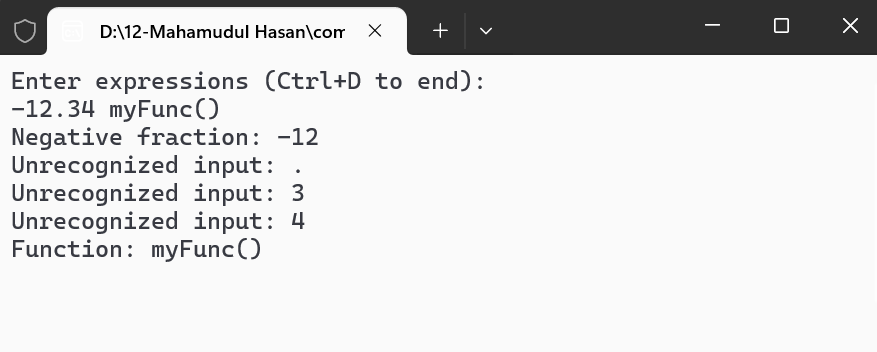 D:\12-Mahamudul Hasan\com
Enter expressions (Ctrl+D to end):
-12.34 myFunc()
Negative fraction: -12
Unrecognized input: .
Unrecognized input: 3
Unrecognized input: 4
Function: myFunc()